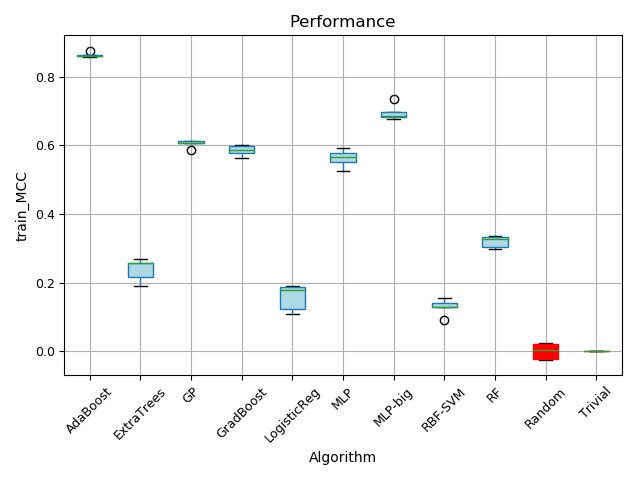 Performance
train_MCC
0.8
0.6
0.4
0.2
0.0
AdaBoost
ExtraTrees
GP
GradBoost
LogisticReg
MLP
MLP-big
RBF-SVM
RF
Random
Trivial
Algorithm